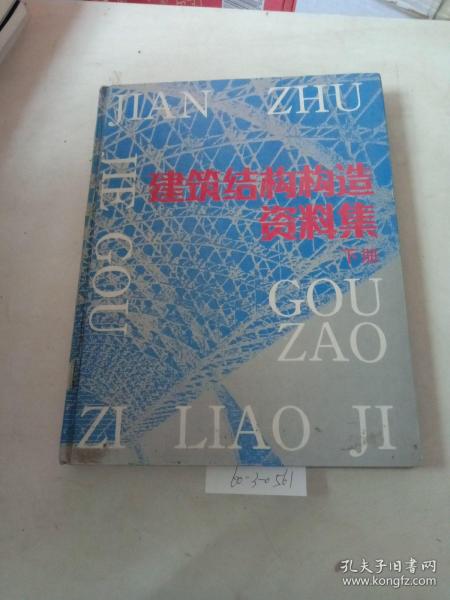 JIAN ZHU
JIE GOU
建筑结构构造
资料集
下册
GOU
ZAO
ZI LIAO JI
60-3-0561
孔夫子旧书网
www.kongfz.com